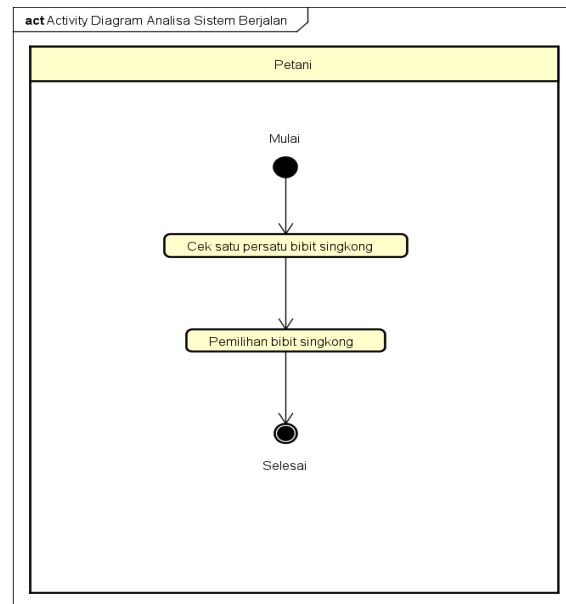 act Activity Diagram Analisa Sistem Berjalan
Petani
Mulai
Cek satu persatu bibit singkong
Pemilihan bibit singkong
Selesai